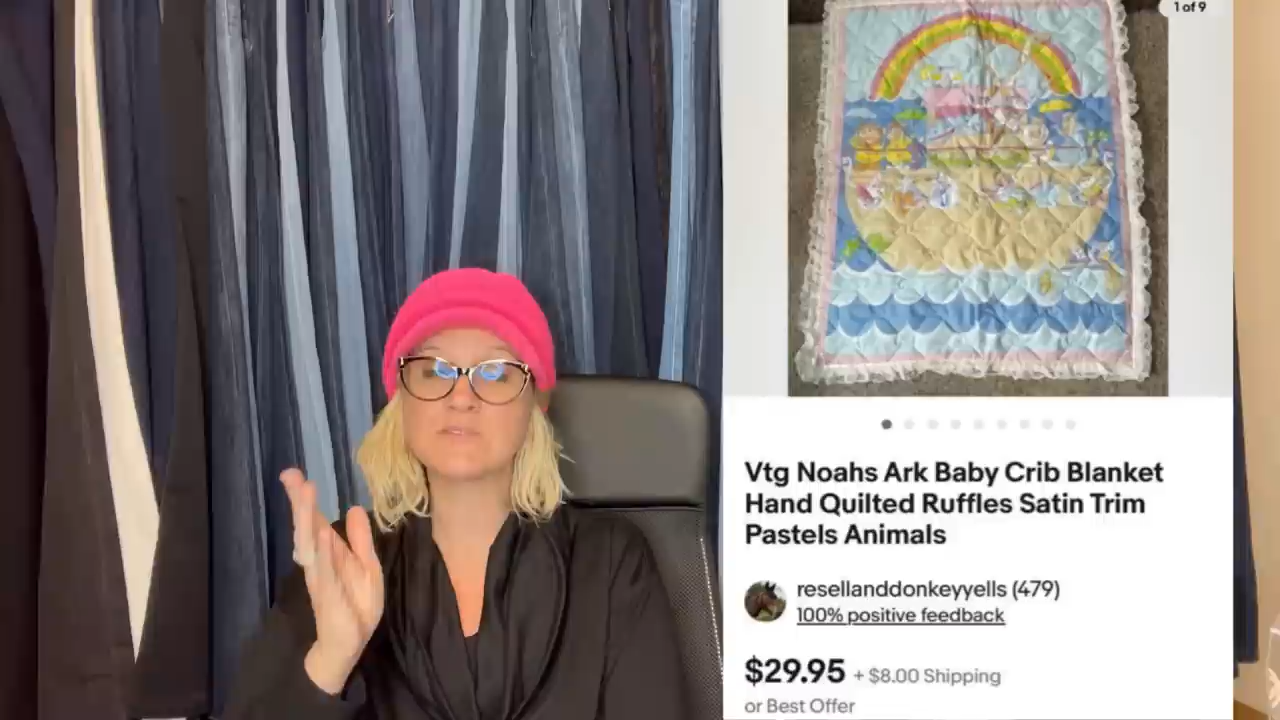 1 of 9
Vtg Noahs Ark Baby Crib Blanket
Hand Quilted Ruffles Satin Trim
Pastels Animals
resellanddonkeyyells (479)
100% positive feedback
$29.95 + $8.00 Shipping
or Best Offer